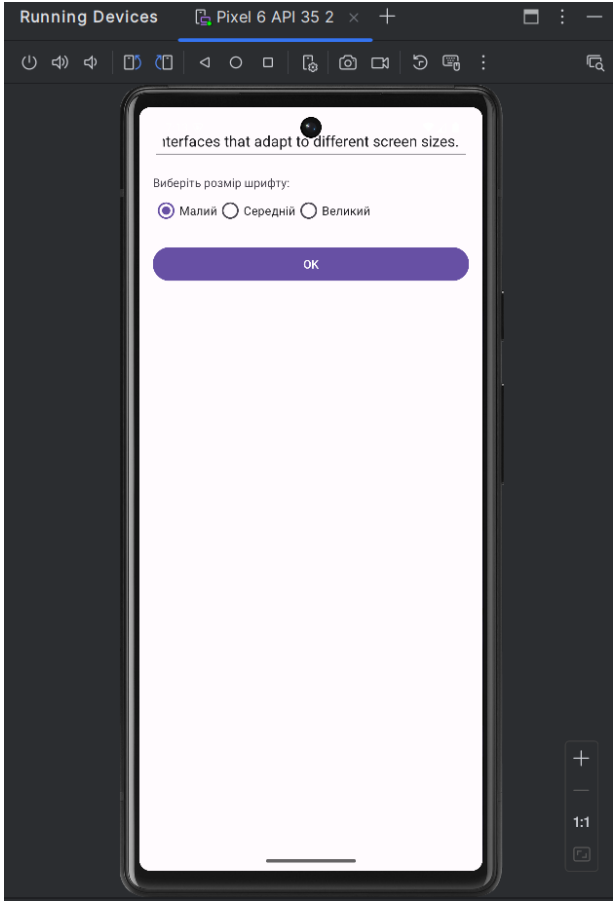 Running Devices Pixel 6 API 35 2
nterfaces that adapt to different screen sizes.
Виберіть розмір шрифту:
Малий Середній Великий
OK
1:1